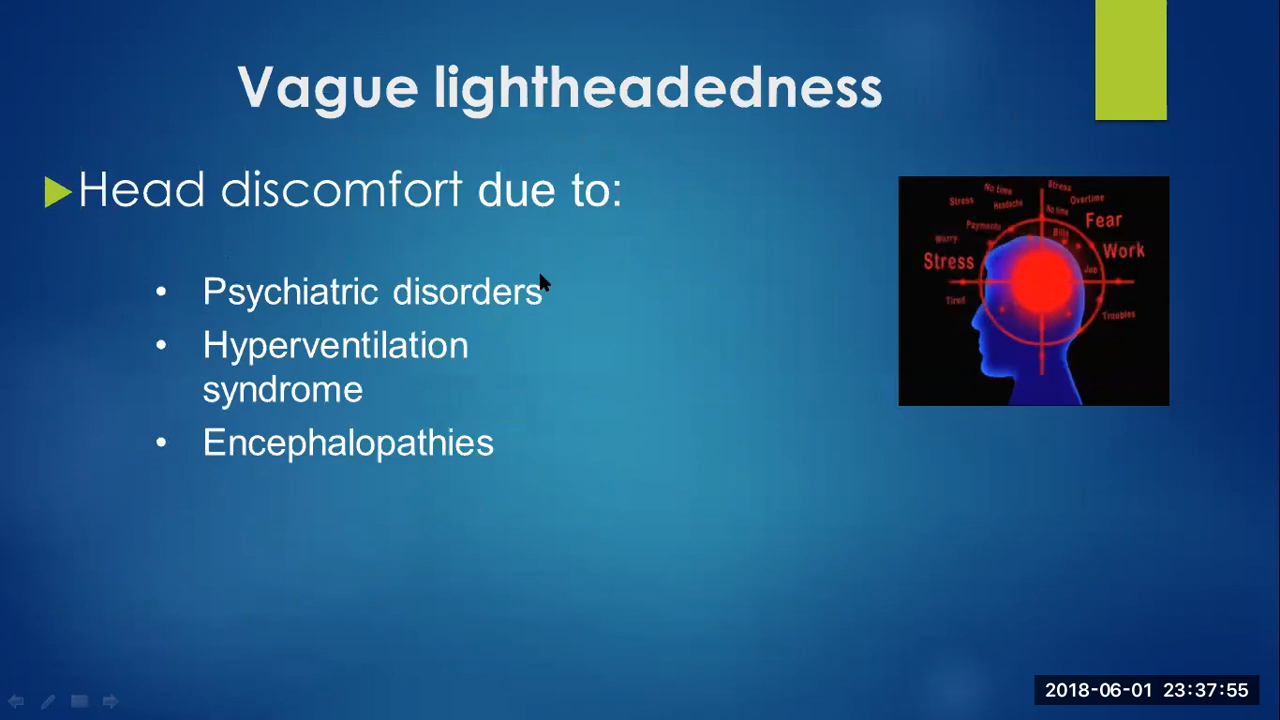 Vague lightheadedness
Head discomfort due to:
• Psychiatric disorders
• Hyperventilation
syndrome
• Encephalopathies
No time
Stress
Headache
Stress
Overtime
No time
Payments
Bills
Fear
Worry
Work
Stress
Job
Tired
Troubles
2018-06-01 23:37:55